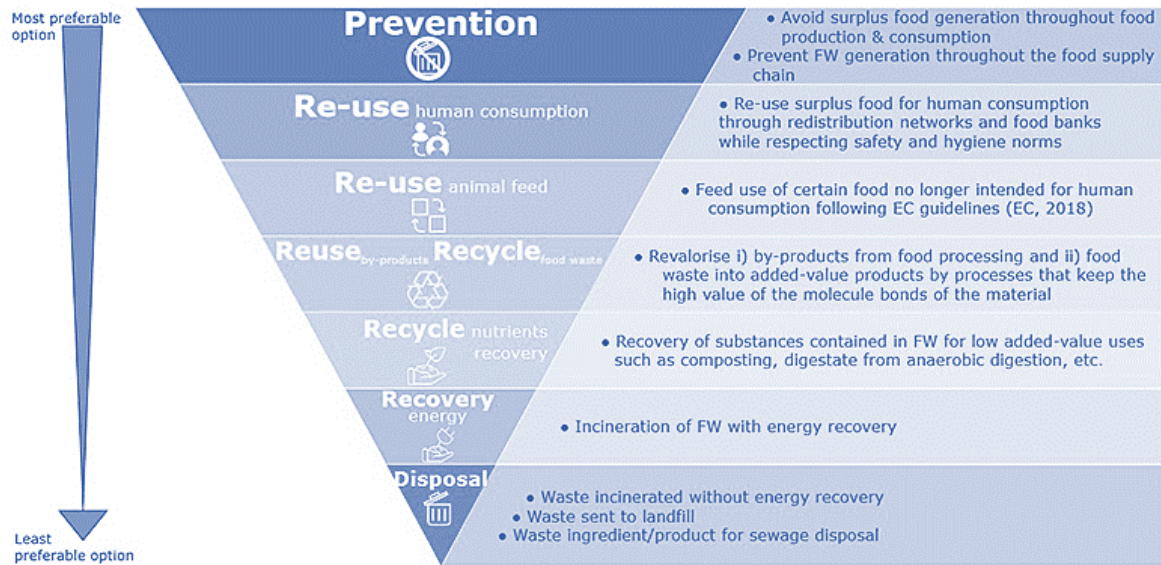 Most preferable
option
Prevention
• Avoid surplus food generation throughout food
production & consumption
• Prevent FW generation throughout the food supply
chain
Re-use human consumption
• Re-use surplus food for human consumption
through redistribution networks and food banks
while respecting safety and hygiene norms
Re-use animal feed
• Feed use of certain food no longer intended for human
consumption following EC guidelines (EC, 2018)
Reuse by-products Recycle food waste
• Revalorise i) by-products from food processing and ii) food
waste into added-value products by processes that keep the
high value of the molecule bonds of the material
Recycle nutrients
recovery
• Recovery of substances contained in FW for low added-value uses
such as composting, digestate from anaerobic digestion, etc.
Recovery
energy
• Incineration of FW with energy recovery
Disposal
• Waste incinerated without energy recovery
• Waste sent to landfill
• Waste ingredient/product for sewage disposal
Least
preferable option